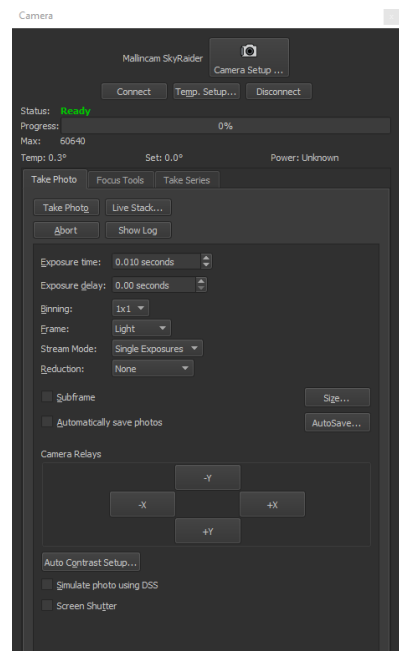 Camera
Mallincam SkyRaider
Camera Setup ...
Connect Temp. Setup... Disconnect
Status: Ready
Progress: 0%
Max: 60640
Temp: 0.3° Set: 0.0° Power: Unknown
Take Photo Focus Tools Take Series
Take Photo Live Stack...
Abort Show Log
Exposure time: 0.010 seconds
Exposure delay: 0.00 seconds
Binning: 1x1
Frame: Light
Stream Mode: Single Exposures
Reduction: None
Subframe Size...
Automatically save photos AutoSave...
Camera Relays
-Y
-X +X
+Y
Auto Contrast Setup...
Simulate photo using DSS
Screen Shutter